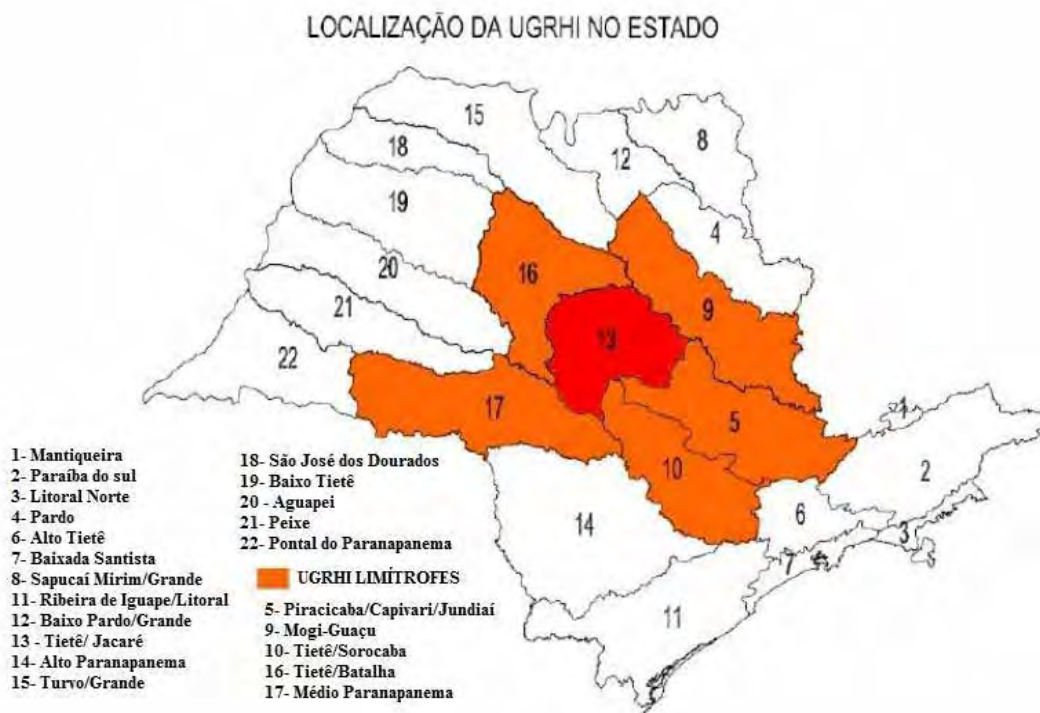 LOCALIZAÇÃO DA UGRHI NO ESTADO
15
18
12
8
19
4
16
20
9
13
21
22
17
5
1
10
2
14
6
3
7
11
1- Mantiqueira
2- Paraíba do sul
3- Litoral Norte
4- Pardo
6- Alto Tietê
7- Baixada Santista
8- Sapucaí Mirim/Grande
11- Ribeira de Iguape/Litoral
12- Baixo Pardo/Grande
13 - Tietê/ Jacaré
14- Alto Paranapanema
15- Turvo/Grande
18- São José dos Dourados
19- Baixo Tietê
20 - Aguapeí
21- Peixe
22- Pontal do Paranapanema
UGRHI LIMÍTROFES
5- Piracicaba/Capivari/Jundiaí
9- Mogi-Guaçu
10- Tietê/Sorocaba
16- Tietê/Batalha
17- Médio Paranapanema